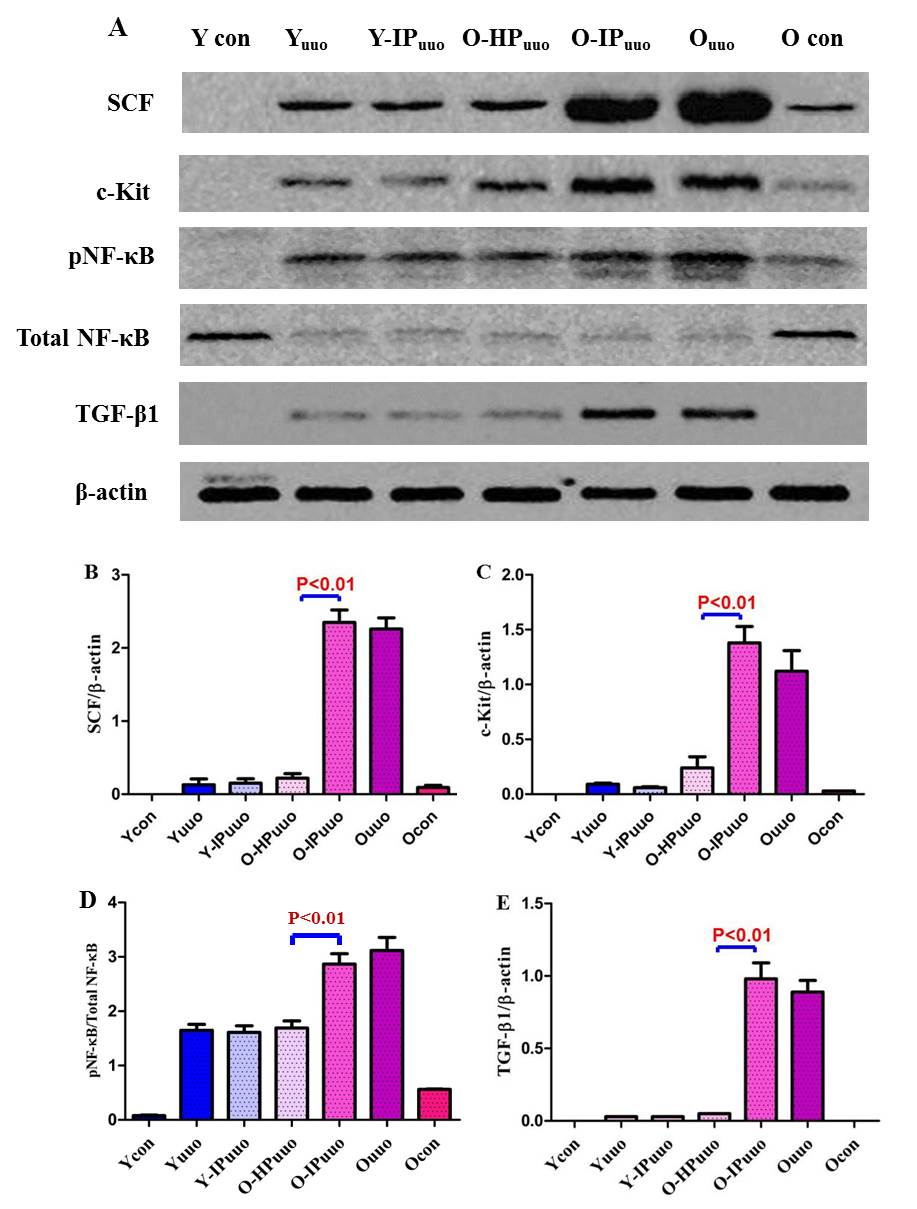 A
Y con Yuuo Y-IPuuo O-HPuuo O-IPuuo Ouuo O con
SCF
c-Kit
pNF-κB
Total NF-κB
TGF-β1
β-actin
B
SCF/β-actin
3
2
1
0
P<0.01
Ycon Yuuo Y-IPuuo O-HPuuo O-IPuuo Ouuo Ocon
C
c-Kit/β-actin
2.0
1.5
1.0
0.5
0.0
P<0.01
Ycon Yuuo Y-IPuuo O-HPuuo O-IPuuo Ouuo Ocon
D
pNF-κB/Total NF-κB
4
3
2
1
0
P<0.01
Ycon Yuuo Y-IPuuo O-HPuuo O-IPuuo Ouuo Ocon
E
TGF-β1/β-actin
1.5
1.0
0.5
0.0
P<0.01
Ycon Yuuo Y-IPuuo O-HPuuo O-IPuuo Ouuo Ocon